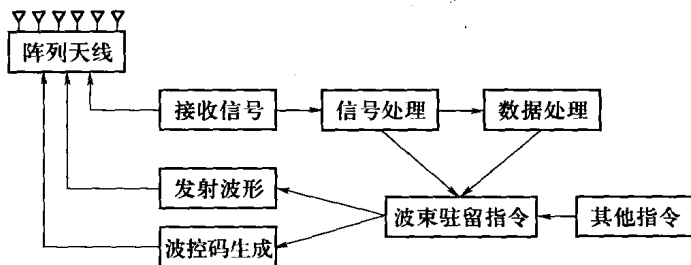 阵列天线
接收信号
信号处理
数据处理
发射波形
波束驻留指令
其他指令
波控码生成